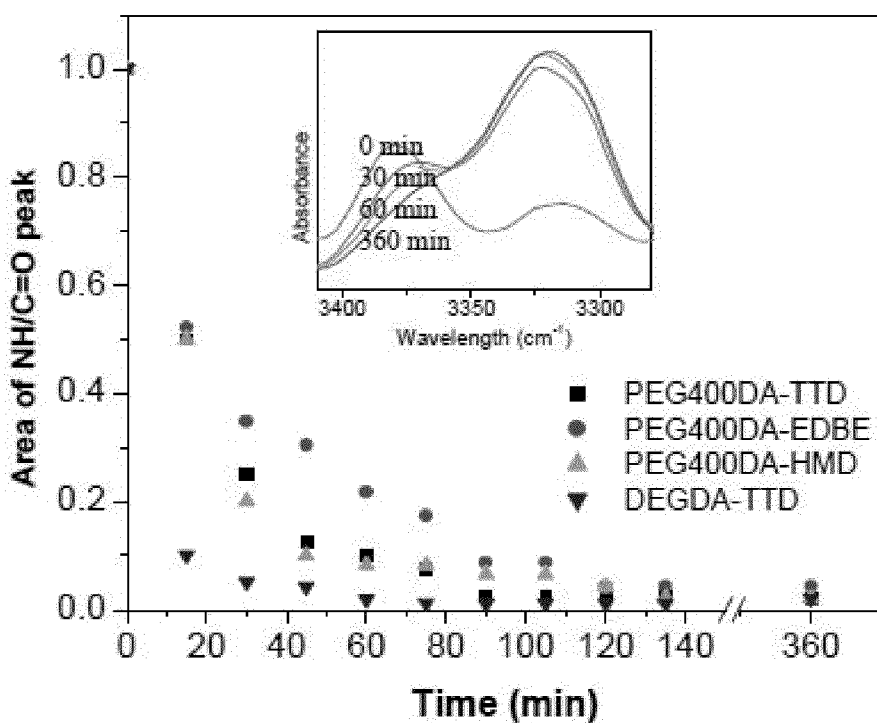 Area of NH/C=O peak
1.0
0.8
0.6
0.4
0.2
0.0
Absorbance
0 min
30 min
60 min
360 min
3400 3350 3300
Wavelength (cm⁻¹)
PEG400DA-TTD
PEG400DA-EDBE
PEG400DA-HMD
DEGDA-TTD
0 20 40 60 80 100 120 140 360
Time (min)